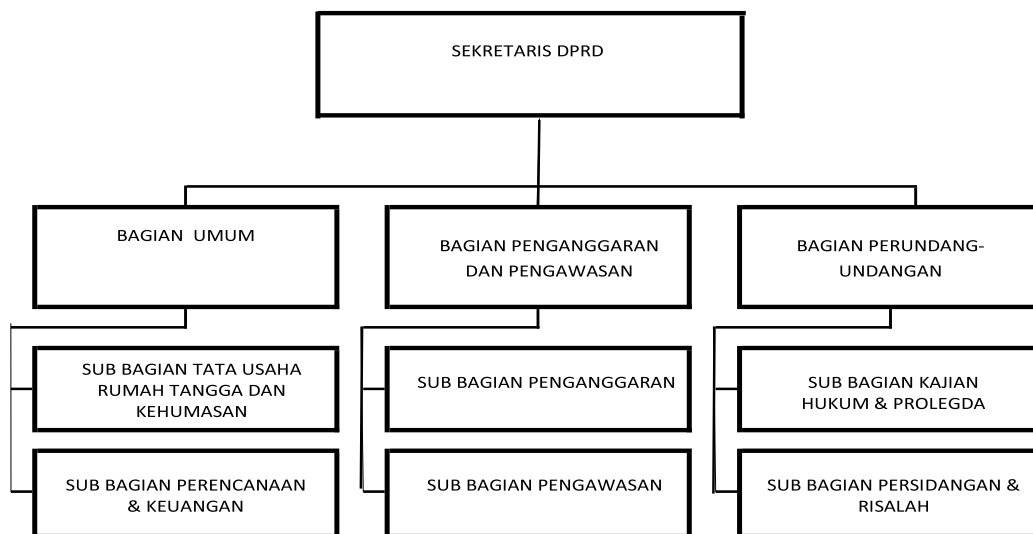 SEKRETARIS DPRD
BAGIAN UMUM
BAGIAN PENGANGGARAN
DAN PENGAWASAN
BAGIAN PERUNDANG-
UNDANGAN
SUB BAGIAN TATA USAHA
RUMAH TANGGA DAN
KEHUMASAN
SUB BAGIAN PENGANGGARAN
SUB BAGIAN KAJIAN
HUKUM & PROLEGDA
SUB BAGIAN PERENCANAAN
& KEUANGAN
SUB BAGIAN PENGAWASAN
SUB BAGIAN PERSIDANGAN &
RISALAH